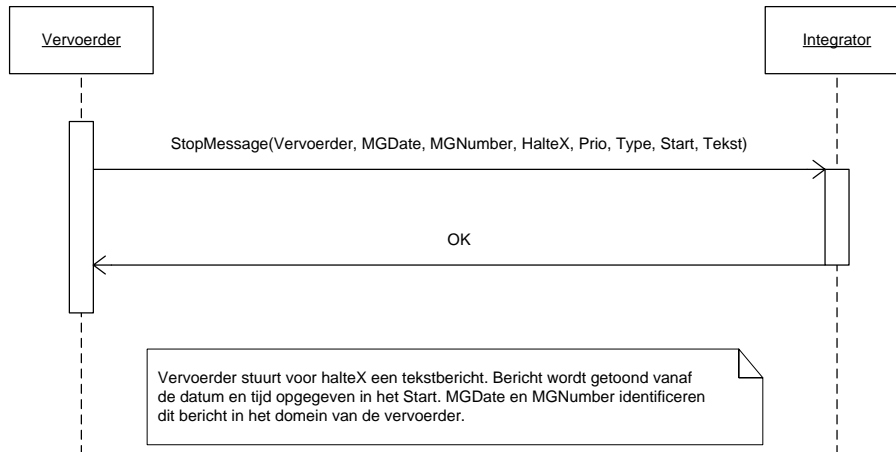 Vervoerder
Integrator
StopMessage(Vervoerder, MGDate, MGNumber, HalteX, Prio, Type, Start, Tekst)
OK
Vervoerder stuurt voor halteX een tekstbericht. Bericht wordt getoond vanaf
de datum en tijd opgegeven in het Start. MGDate en MGNumber identificeren
dit bericht in het domein van de vervoerder.